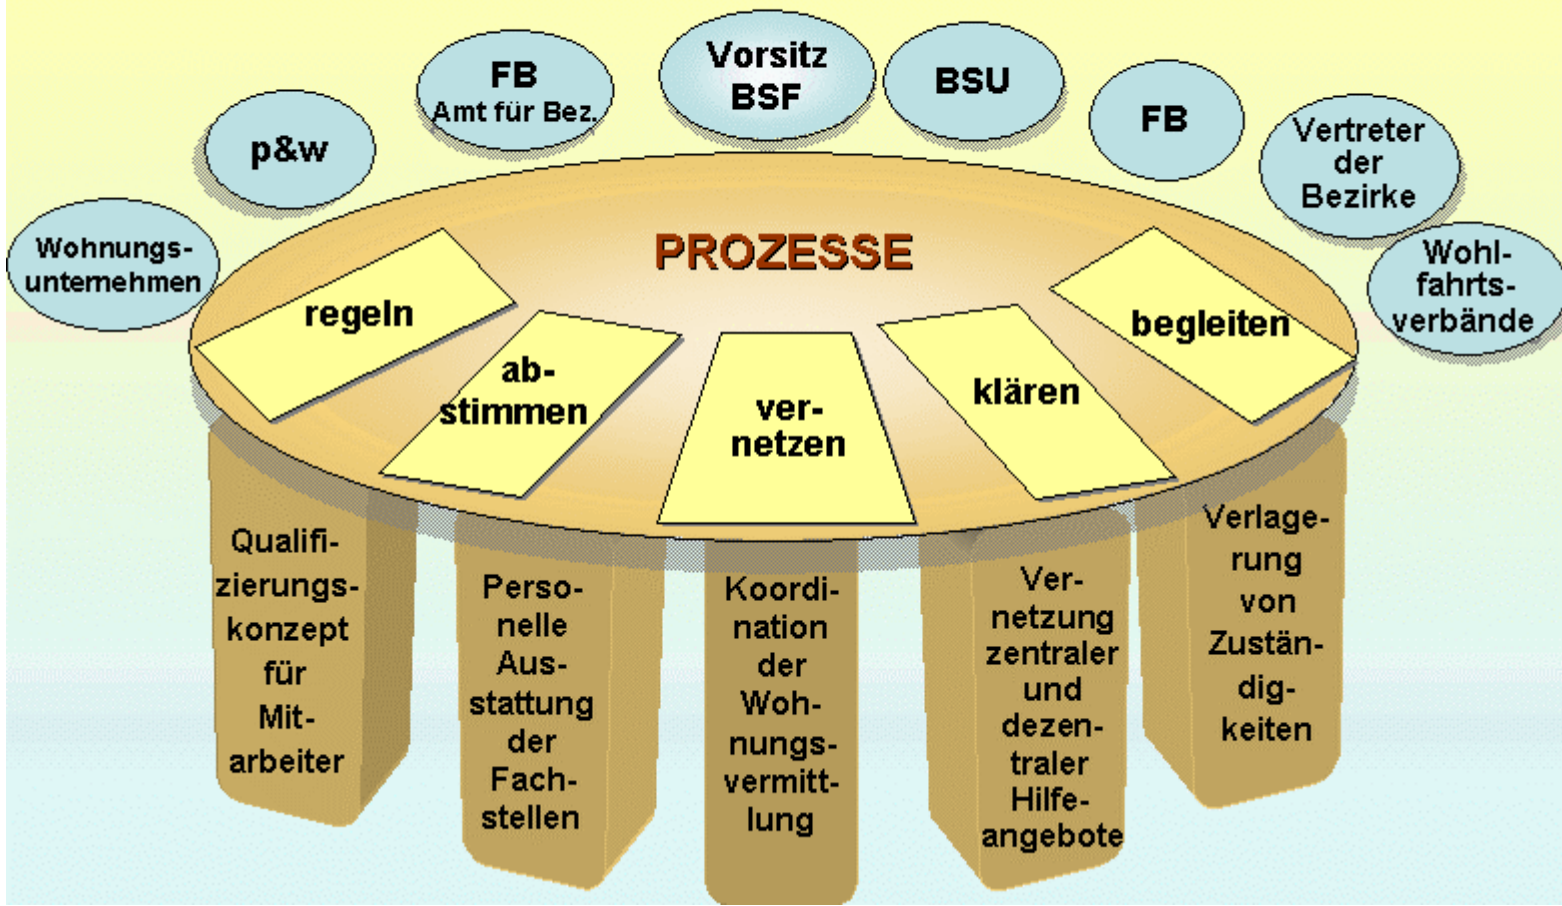 Wohnungs-
unternehmen
p&w
FB
Amt für Bez.
Vorsitz
BSF
BSU
FB
Vertreter
der
Bezirke
Wohl-
fahrts-
verbände
PROZESSE
regeln
ab-
stimmen
ver-
netzen
klären
begleiten
Qualifi-
zierungs-
konzept
für
Mit-
arbeiter
Perso-
nelle
Aus-
stattung
der
Fach-
stellen
Koordi-
nation
der
Woh-
nungs-
vermitt-
lung
Ver-
netzung
zentraler
und
dezen-
traler
Hilfe-
angebote
Verlage-
rung
von
Zustän-
dig-
keiten